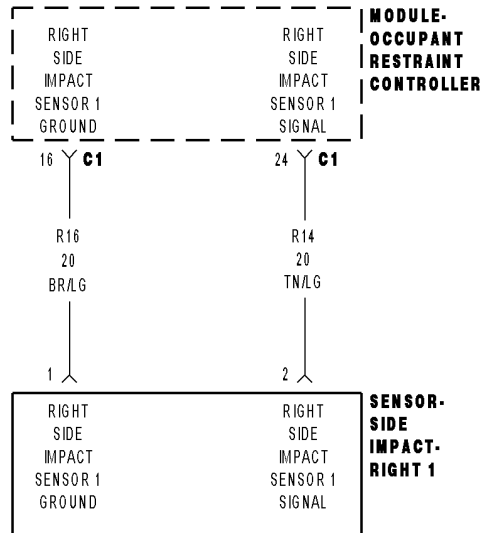 RIGHT
SIDE
IMPACT
SENSOR 1
GROUND
RIGHT
SIDE
IMPACT
SENSOR 1
SIGNAL
MODULE-
OCCUPANT
RESTRAINT
CONTROLLER
16 C1
24 C1
R16
20
BR/LG
R14
20
TN/LG
1
2
RIGHT
SIDE
IMPACT
SENSOR 1
GROUND
RIGHT
SIDE
IMPACT
SENSOR 1
SIGNAL
SENSOR-
SIDE
IMPACT-
RIGHT 1